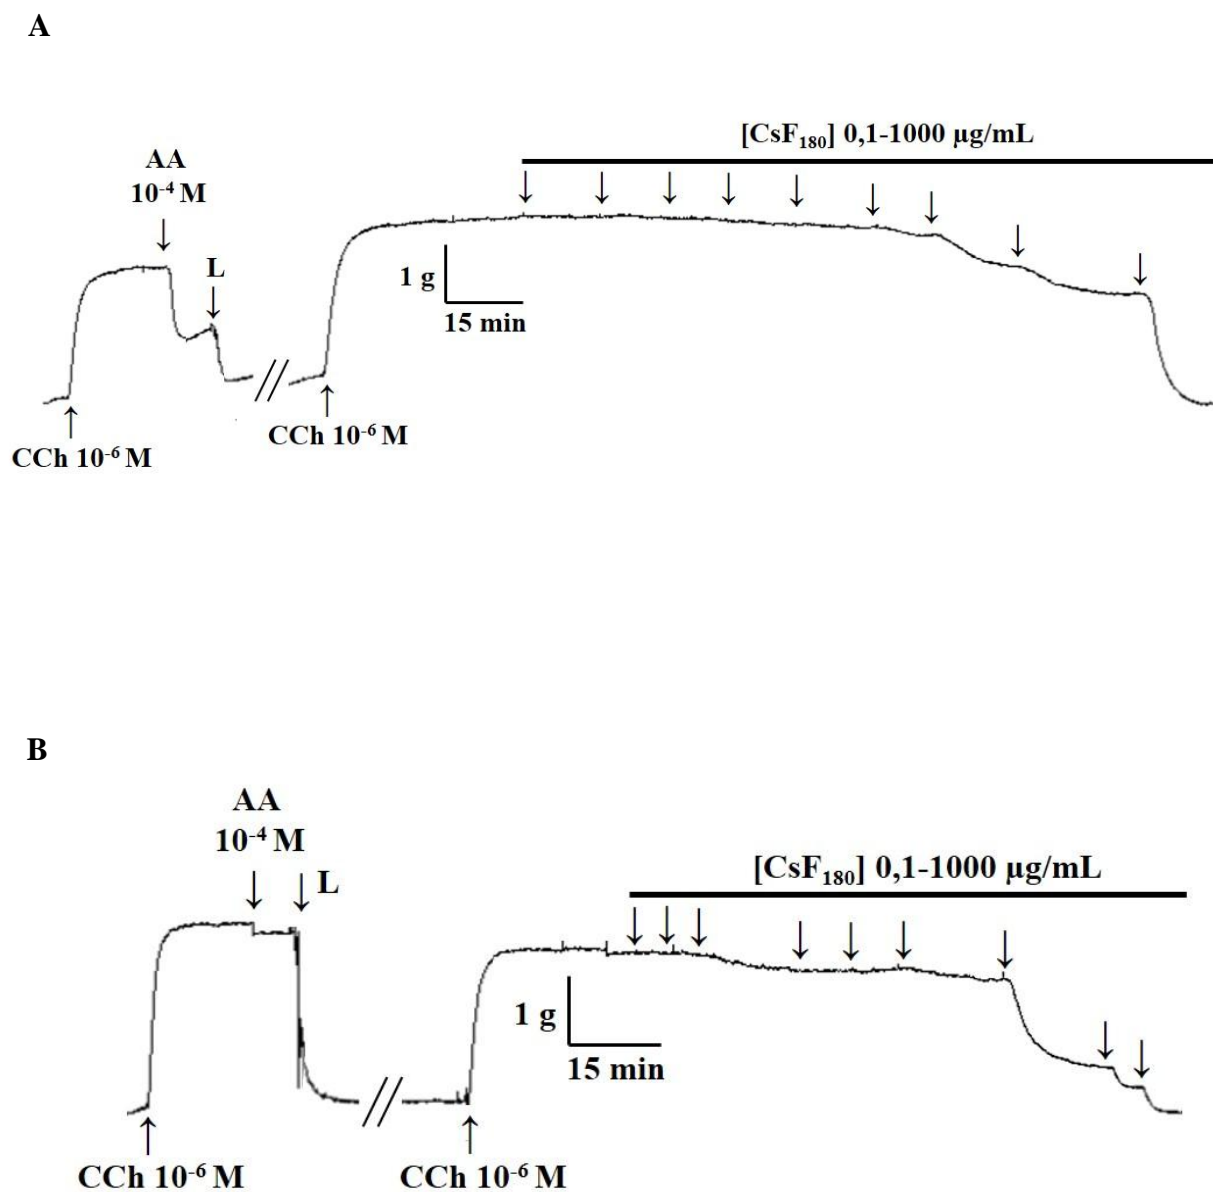 A
[CsF₁₈₀] 0,1-1000 µg/mL
AA
10⁻⁴ M
L
1 g
15 min
CCh 10⁻⁶ M
CCh 10⁻⁶ M
B
AA
10⁻⁴ M
L
[CsF₁₈₀] 0,1-1000 µg/mL
1 g
15 min
CCh 10⁻⁶ M
CCh 10⁻⁶ M